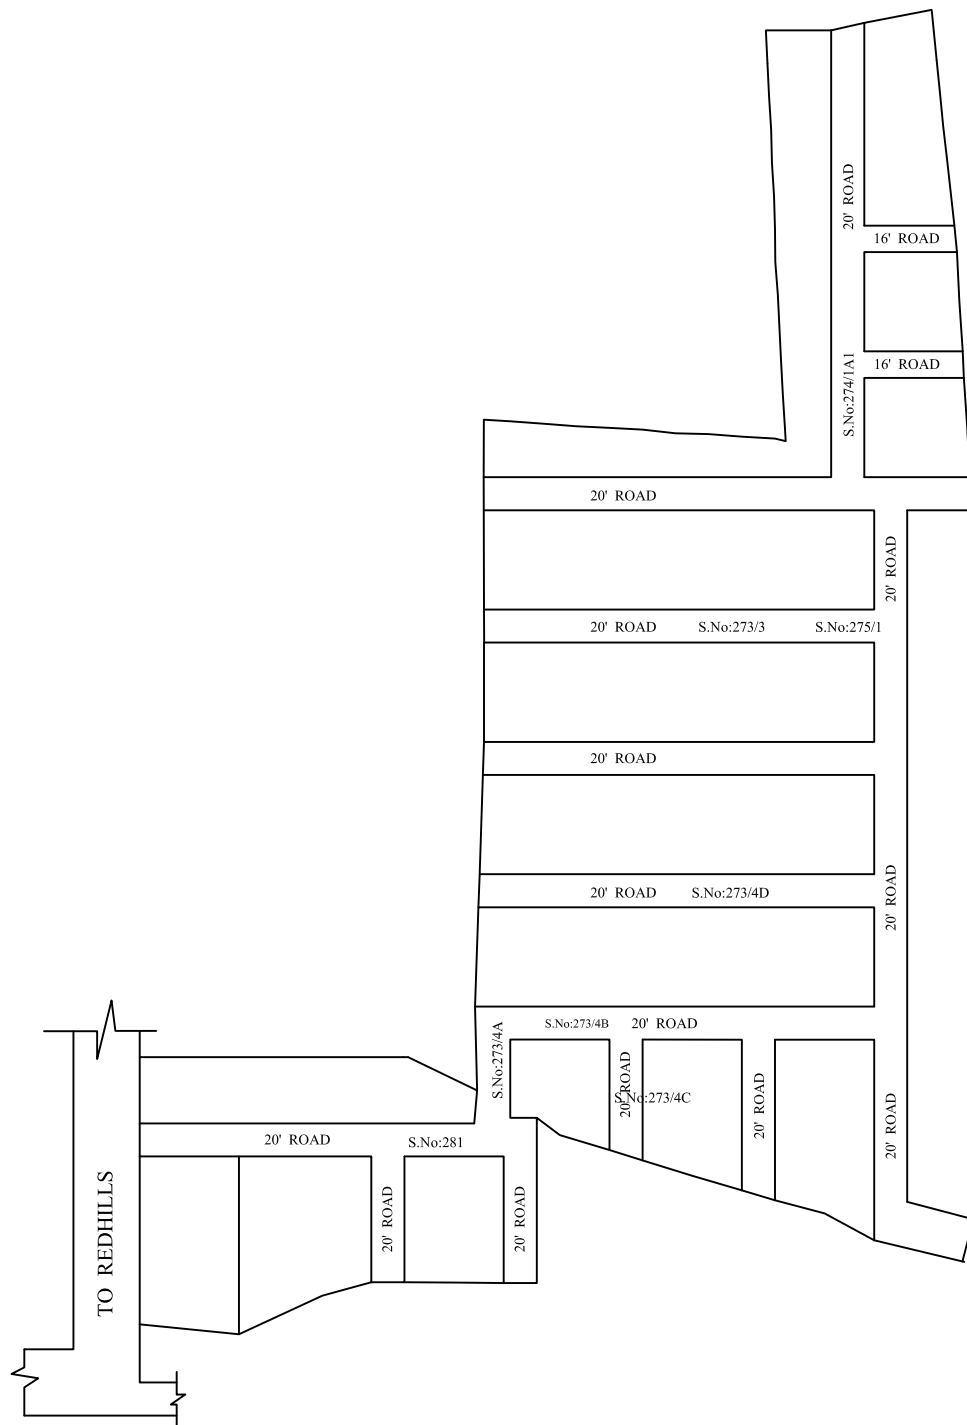 20' ROAD
16' ROAD
16' ROAD
S.No:274/1A1
20' ROAD
20' ROAD
20' ROAD
S.No:273/3
S.No:275/1
20' ROAD
20' ROAD
S.No:273/4D
20' ROAD
S.No:273/4A
S.No:273/4B
20' ROAD
20' ROAD
S.No:273/4C
20' ROAD
20' ROAD
20' ROAD
S.No:281
20' ROAD
20' ROAD
TO REDHILLS